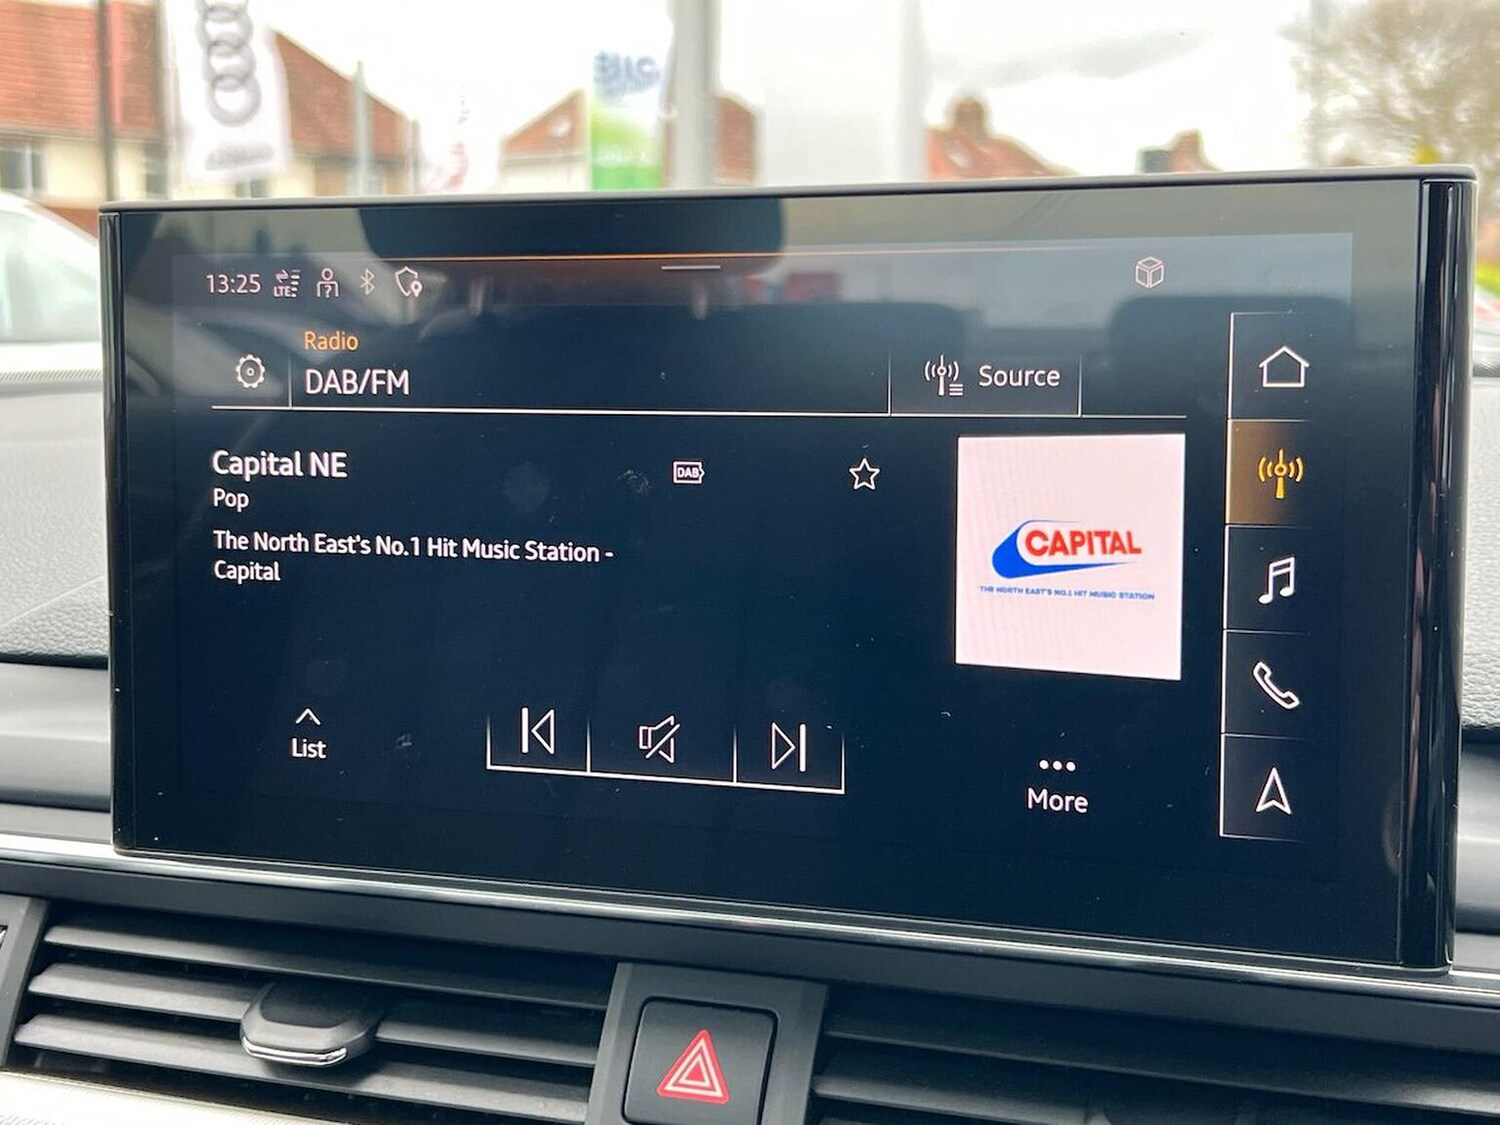 13:25
LTE
?
Radio
DAB/FM
Source
Capital NE
DAB
Pop
The North East's No.1 Hit Music Station -
Capital
CAPITAL
THE NORTH EAST'S NO.1 HIT MUSIC STATION
List
More